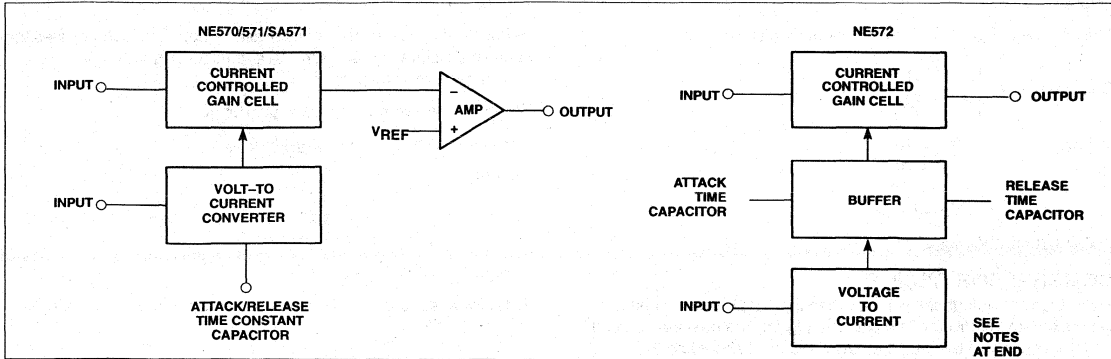 NE570/571/SA571
INPUT
CURRENT
CONTROLLED
GAIN CELL
AMP
–
+
VREF
OUTPUT
INPUT
VOLT–TO
CURRENT
CONVERTER
ATTACK/RELEASE
TIME CONSTANT
CAPACITOR
NE572
INPUT
CURRENT
CONTROLLED
GAIN CELL
OUTPUT
ATTACK
TIME
CAPACITOR
BUFFER
RELEASE
TIME
CAPACITOR
INPUT
VOLTAGE
TO
CURRENT
SEE
NOTES
AT END